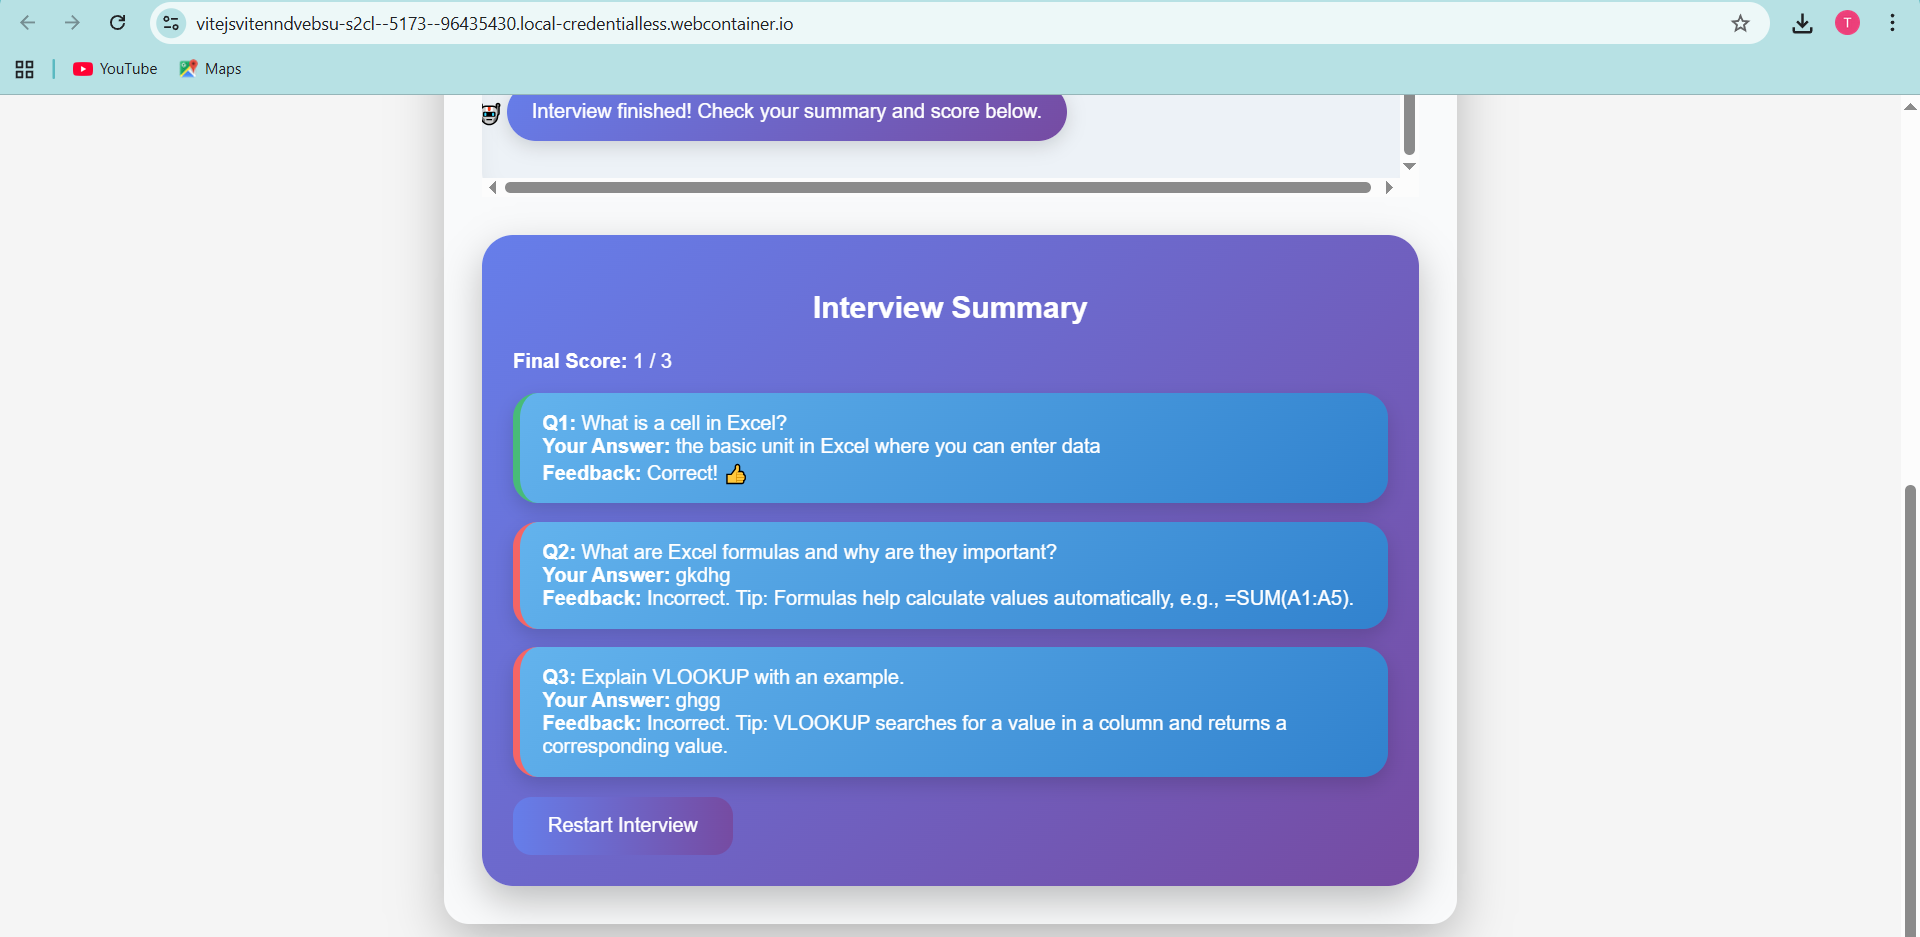 vitejsvitenndvebsu-s2cl--5173--96435430.local-credentialless.webcontainer.io
T
YouTube
Maps
Interview finished! Check your summary and score below.
Interview Summary
Final Score: 1 / 3
Q1: What is a cell in Excel?
Your Answer: the basic unit in Excel where you can enter data
Feedback: Correct! 👍
Q2: What are Excel formulas and why are they important?
Your Answer: gkdhg
Feedback: Incorrect. Tip: Formulas help calculate values automatically, e.g., =SUM(A1:A5).
Q3: Explain VLOOKUP with an example.
Your Answer: ghgg
Feedback: Incorrect. Tip: VLOOKUP searches for a value in a column and returns a
corresponding value.
Restart Interview